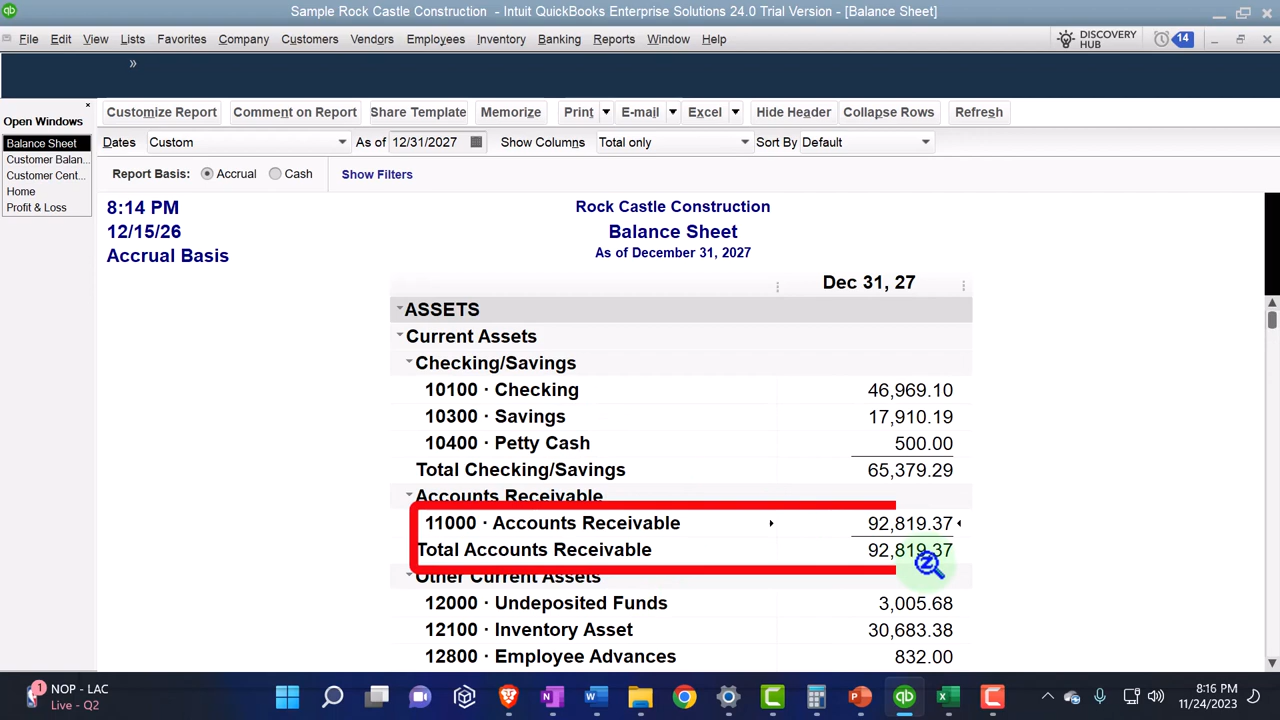 Sample Rock Castle Construction - Intuit QuickBooks Enterprise Solutions 24.0 Trial Version - [Balance Sheet]
File Edit View Lists Favorites Company Customers Vendors Employees Inventory Banking Reports Window Help
DISCOVERY HUB 14
»
Open Windows
Balance Sheet
Customer Balan...
Customer Cent...
Home
Profit & Loss
Customize Report Comment on Report Share Template Memorize Print E-mail Excel Hide Header Collapse Rows Refresh
Dates Custom As of 12/31/2027 Show Columns Total only Sort By Default
Report Basis: Accrual Cash Show Filters
8:14 PM
12/15/26
Accrual Basis
Rock Castle Construction
Balance Sheet
As of December 31, 2027
Dec 31, 27
ASSETS
Current Assets
Checking/Savings
10100 · Checking 46,969.10
10300 · Savings 17,910.19
10400 · Petty Cash 500.00
Total Checking/Savings 65,379.29
Accounts Receivable
11000 · Accounts Receivable 92,819.37
Total Accounts Receivable 92,819.37
Other Current Assets
12000 · Undeposited Funds 3,005.68
12100 · Inventory Asset 30,683.38
12800 · Employee Advances 832.00
1 NOP - LAC
Live - Q2
8:16 PM
11/24/2023